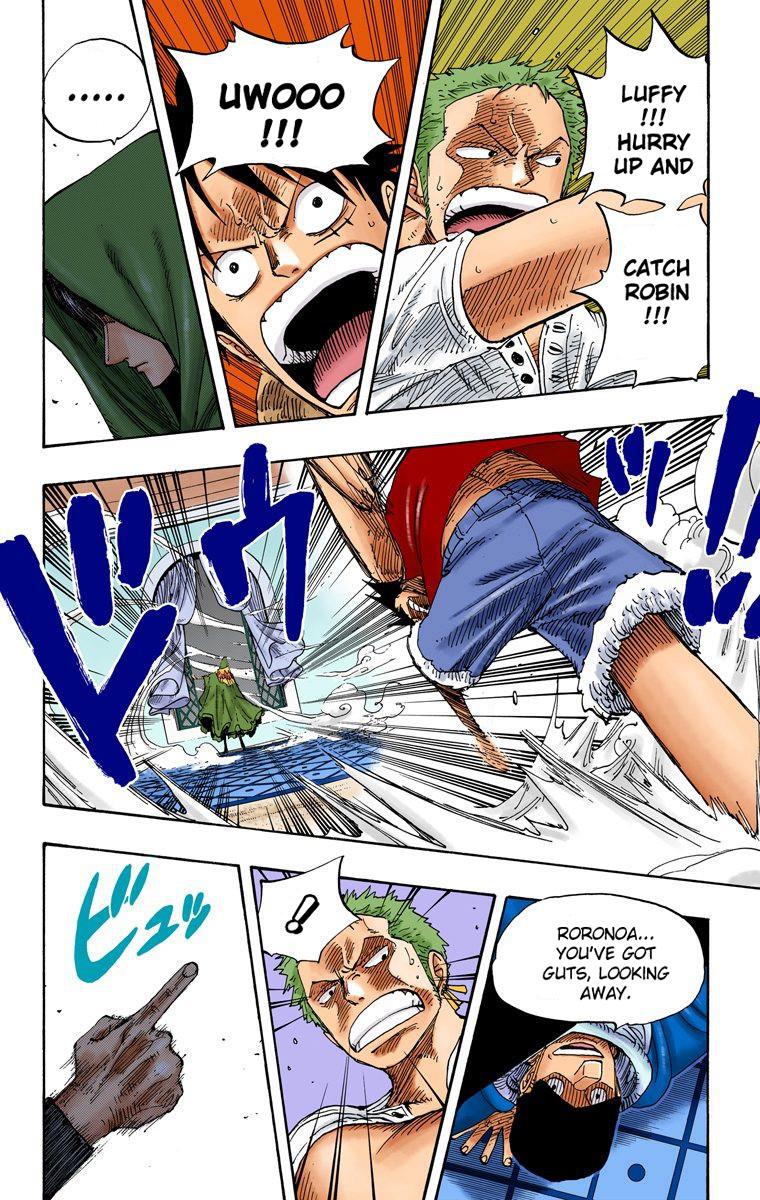 LUFFY
!!!
HURRY
UP AND
CATCH
ROBIN
!!!
UWOOO
!!!
.....
ドウッ!!
RORONOA...
YOU'VE GOT
GUTS, LOOKING
AWAY.
!
ビュッ